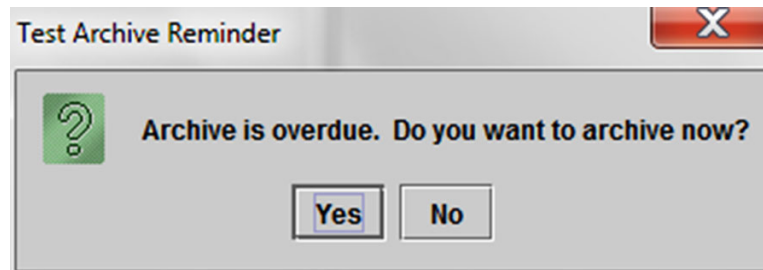 Test Archive Reminder
Archive is overdue. Do you want to archive now?
Yes No